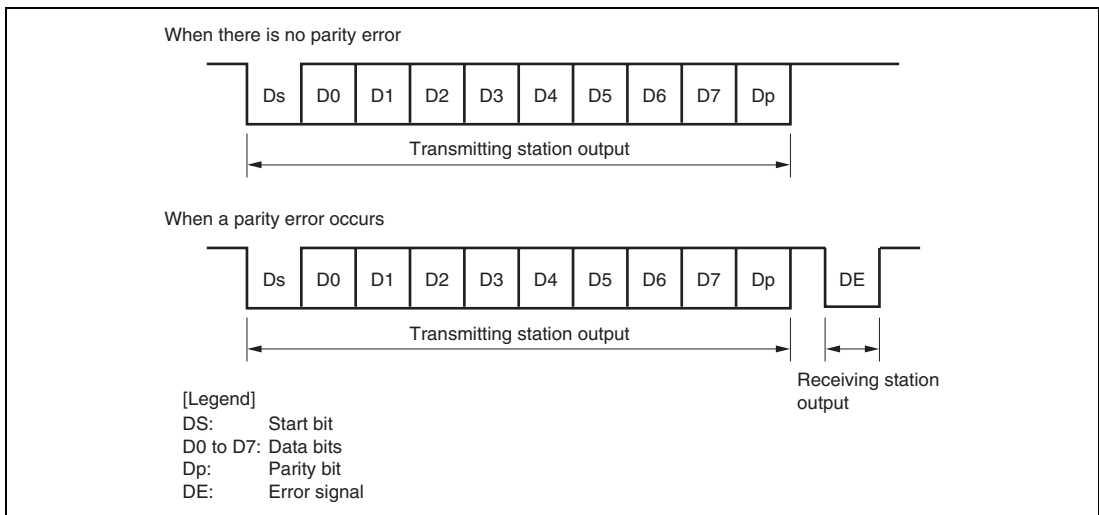 When there is no parity error
Ds D0 D1 D2 D3 D4 D5 D6 D7 Dp
Transmitting station output
When a parity error occurs
Ds D0 D1 D2 D3 D4 D5 D6 D7 Dp DE
Transmitting station output
Receiving station
output
[Legend]
DS: Start bit
D0 to D7: Data bits
Dp: Parity bit
DE: Error signal